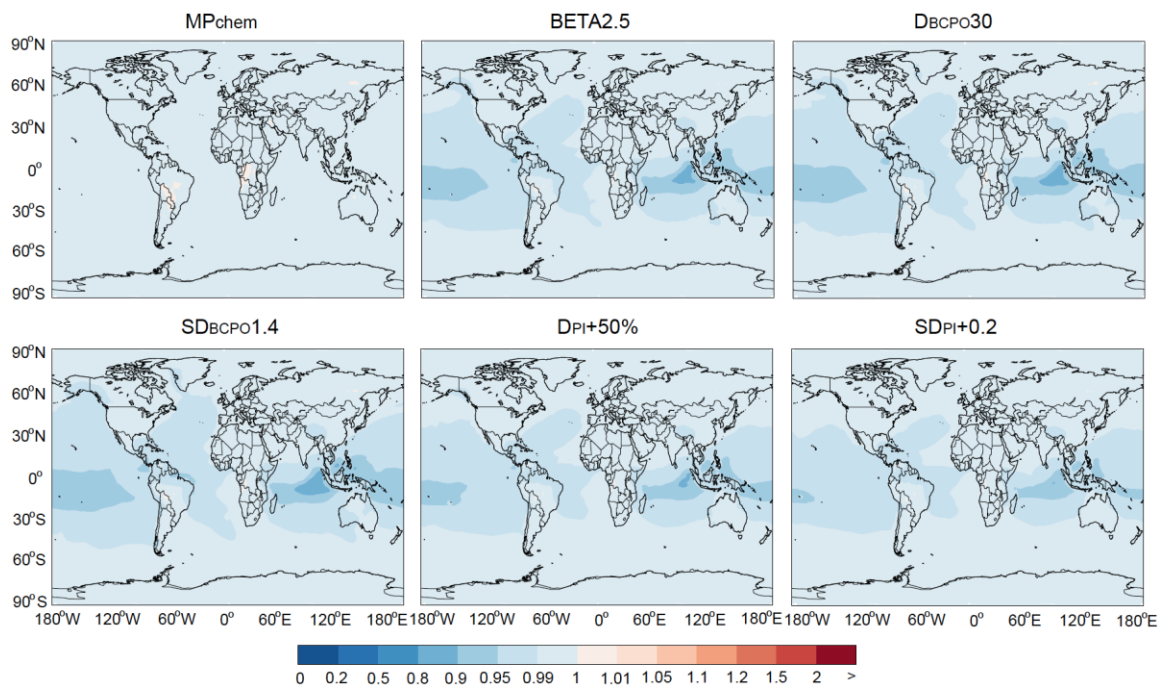 MPchem BETA2.5 DBCPO30
90°N
60°N
30°N
0°
30°S
60°S
90°S
SDBCPO1.4 DPI+50% SDPI+0.2
90°N
60°N
30°N
0°
30°S
60°S
90°S
180°W 120°W 60°W 0° 60°E 120°E 180°E 180°W 120°W 60°W 0° 60°E 120°E 180°E 180°W 120°W 60°W 0° 60°E 120°E 180°E
0 0.2 0.5 0.8 0.9 0.95 0.99 1 1.01 1.05 1.1 1.2 1.5 2 >